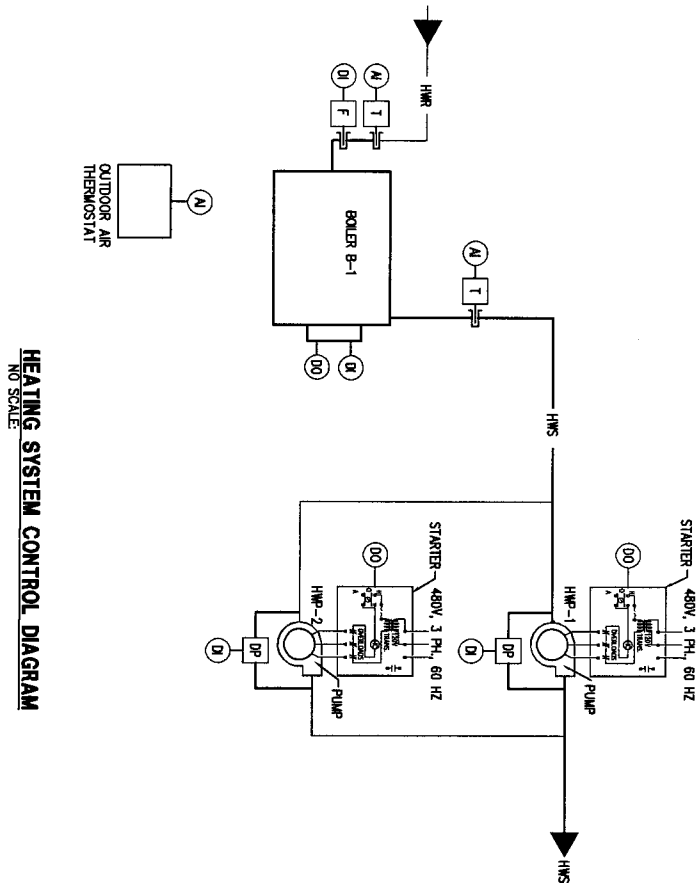 HWR
AI
T
DI
F
BOILER B-1
AI
OUTDOOR AIR
THERMOSTAT
AI
T
DO
DI
HWS
STARTER
480V, 3 PH., 60 HZ
DO
OVERLOADS
HWP-1
PUMP
DP
DI
STARTER
480V, 3 PH., 60 HZ
DO
OVERLOADS
HWP-2
PUMP
DP
DI
HWS
HEATING SYSTEM CONTROL DIAGRAM
NO SCALE: